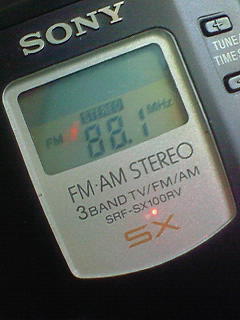 SONY
TUNE/
TIME S
STEREO
FM 88.1 MHz
FM-AM STEREO
3BAND TV/FM/AM
SRF-SX100RV
SX